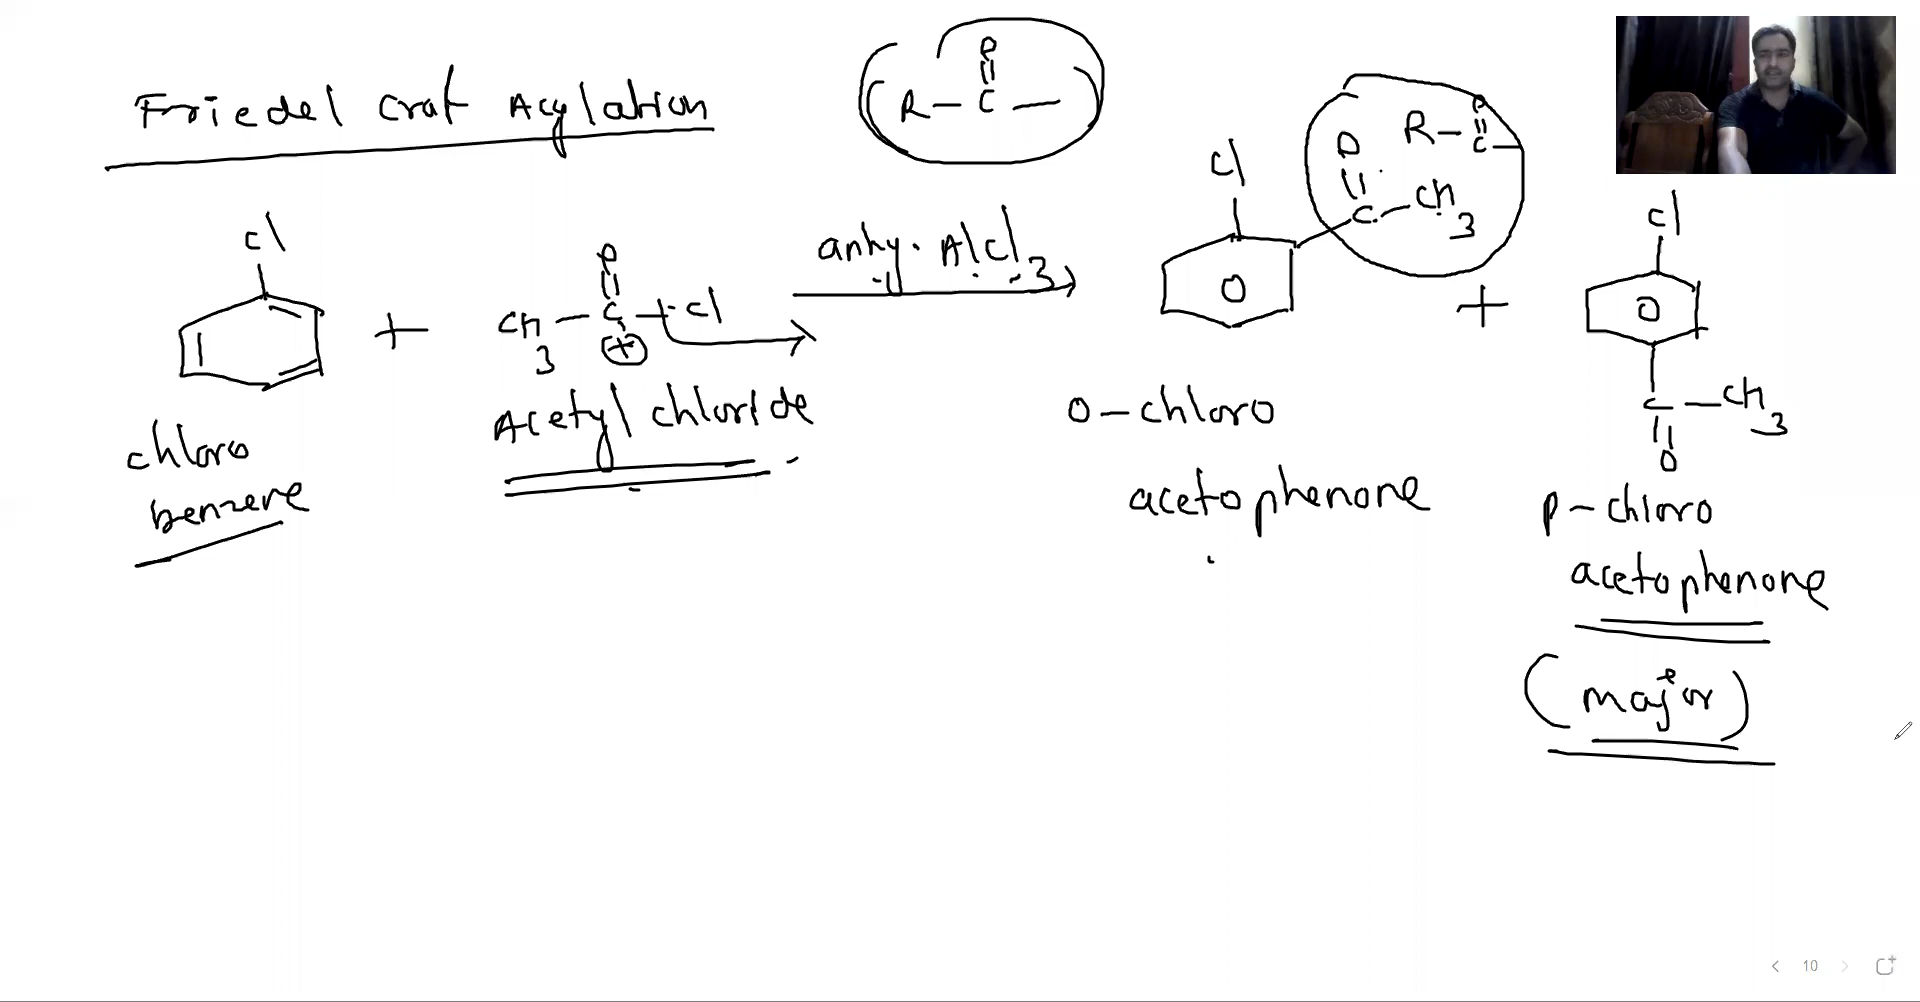 Friedel Craft Acylation
R – C –
O
Cl
+
CH3 – C – Cl
O
+
Acetyl chloride
chloro
benzene
anhy. AlCl3
Cl
O
C – CH3
R – C –
O
O – chloro
acetophenone
+
Cl
O
C – CH3
O
p – chloro
acetophenone
(major)
10